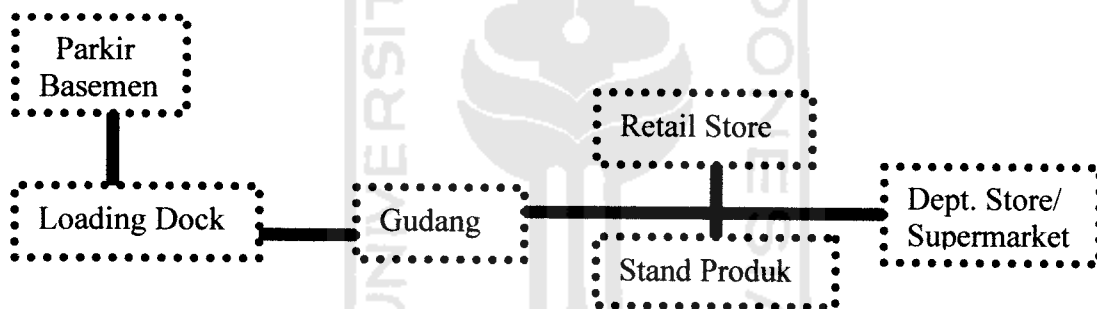 Parkir
Basemen
Loading Dock
Gudang
Retail Store
Stand Produk
Dept. Store/
Supermarket